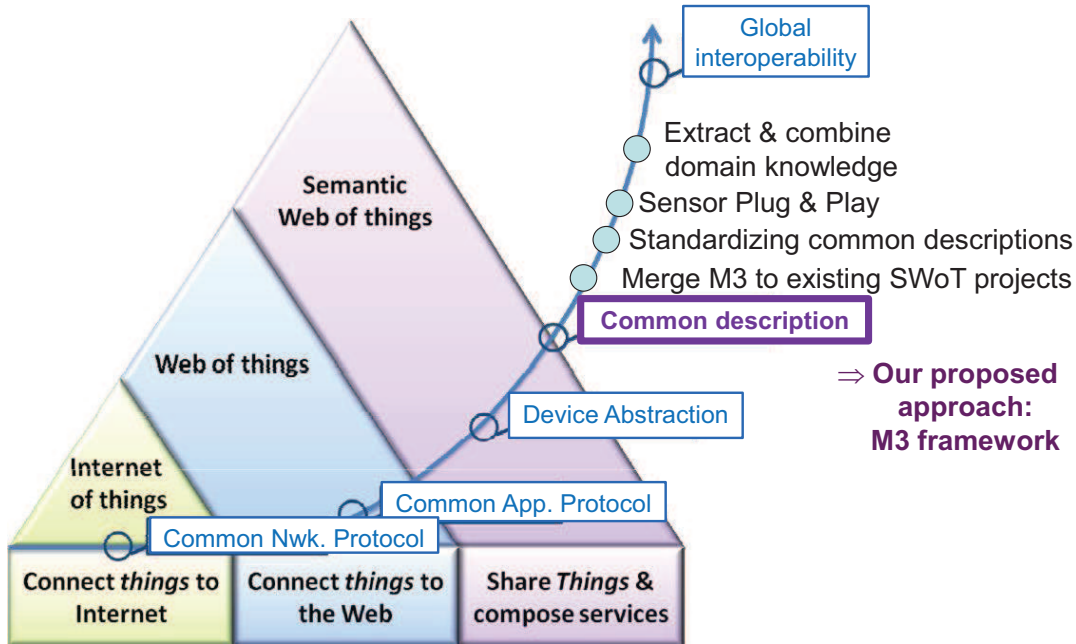 Global
interoperability
Extract & combine
domain knowledge
Semantic
Web of things
Sensor Plug & Play
Standardizing common descriptions
Merge M3 to existing SWoT projects
Common description
Web of things
⇒ Our proposed
approach:
M3 framework
Device Abstraction
Internet
of things
Common App. Protocol
Common Nwk. Protocol
Connect things to
Internet
Connect things to
the Web
Share Things &
compose services